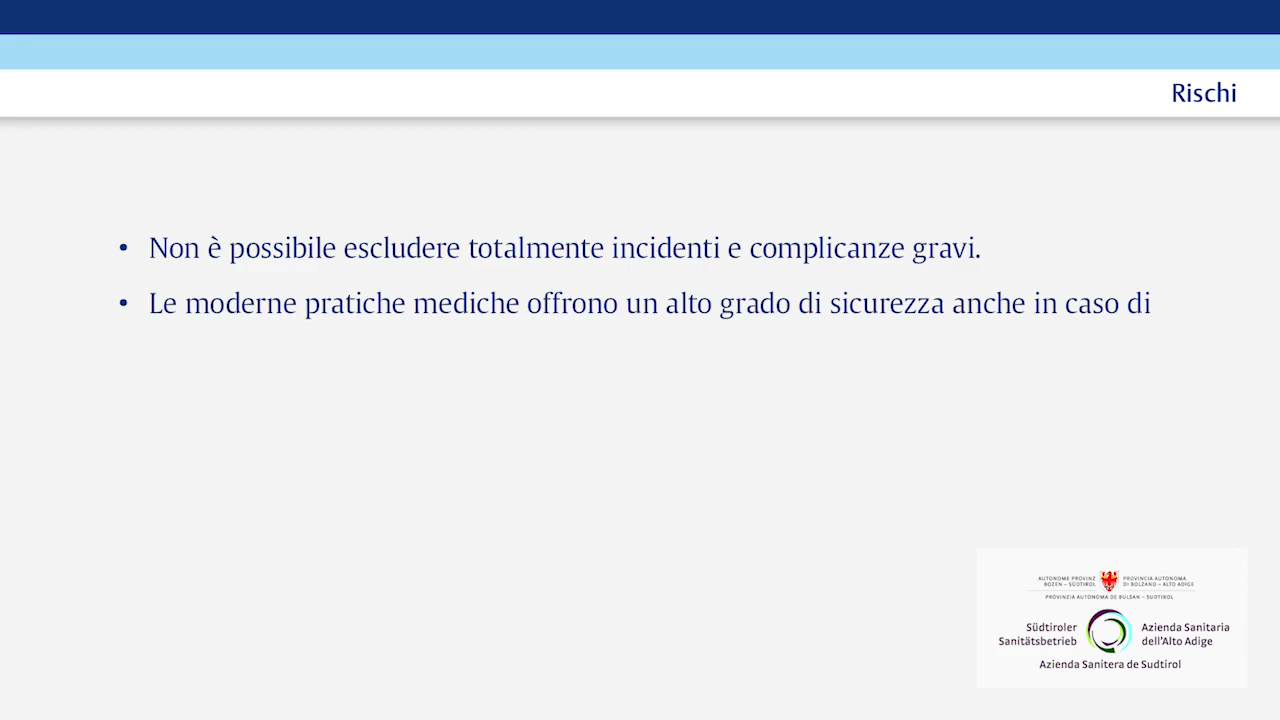 Rischi
• Non è possibile escludere totalmente incidenti e complicanze gravi.
• Le moderne pratiche mediche offrono un alto grado di sicurezza anche in caso di
AUTONOME PROVINZ
BOZEN – SÜDTIROL
PROVINCIA AUTONOMA
DI BOLZANO – ALTO ADIGE
PROVINZIA AUTONOMA DE BULSAN – SUDTIROL
Südtiroler
Sanitätsbetrieb
Azienda Sanitaria
dell'Alto Adige
Azienda Sanitera de Sudtirol